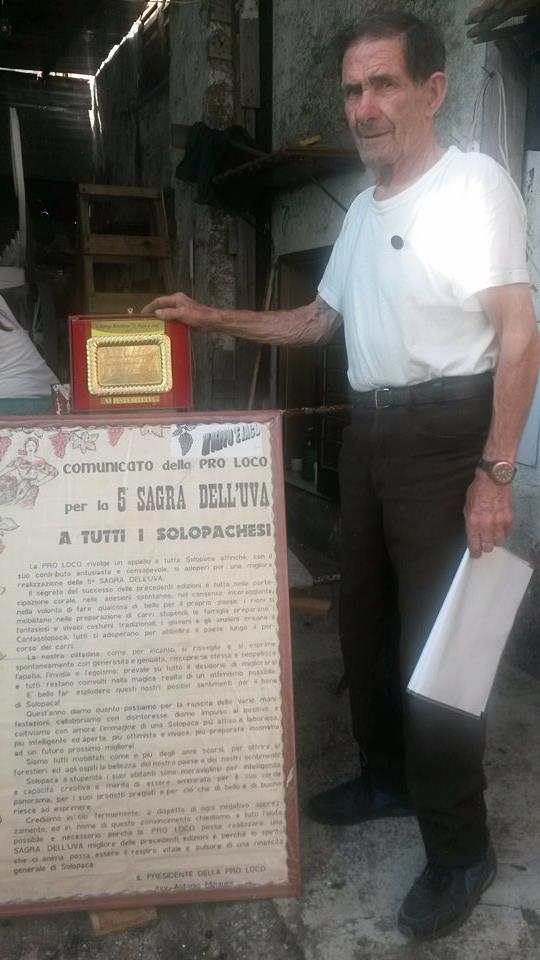 COMUNICATO della PRO LOCO
per la 5ª SAGRA DELL'UVA
A TUTTI I SOLOPACHESI
La PRO LOCO rivolge un appello a tutta Solopaca affinché, con il
suo contributo entusiasta e consapevole, si adoperi per una migliore
realizzazione della 5ª SAGRA DELL'UVA.
Il segreto del successo delle precedenti edizioni è tutto nella parte-
cipazione corale, nelle adesioni spontanee, nel consenso incoraggiante,
nella volontà di fare qualcosa di bello per il proprio paese: i rioni si
mobilitano nella preparazione di carri stupendi, le famiglie preparano i
fantasiosi e vivaci costumi tradizionali, i giovani e gli anziani creano il
Cantasolopaca, tutti si adoperano per abbellire il paese lungo il per-
corso dei carri.
La nostra cittadina, come per incanto, si risveglia e si esprime
spontaneamente con generosità e genialità, riscopre se stessa e seppellisce
l'apatia, l'invidia e l'egoismo: prevale su tutto il desiderio di migliorarsi
e tutti restano coinvolti nella magica realtà di un ottimismo possibile.
E' bello far esplodere questi nostri positivi sentimenti per il bene
di Solopaca!
Quest'anno diamo quanto possiamo per la riuscita delle varie mani-
festazioni, collaboriamo con disinteresse, diamo impulso al positivo e
coltiviamo con amore l'immagine di una Solopaca più attiva e laboriosa,
più intelligente ed aperta, più ottimista e vivace, più preparata insomma
ad un futuro prossimo migliore!
Siamo tutti mobilitati, come e più degli anni scorsi, per offrire ai
forestieri ed agli ospiti la bellezza del nostro paese e dei nostri sentimenti.
Solopaca è stupenda, i suoi abitanti sono meravigliosi per intelligenza
e capacità creativa e merita di essere ammirata per il suo verde
panorama, per i suoi prodotti pregiati e per ciò che di bello e di buono
riesce ad esprimere.
Crediamo in ciò fermamente, a dispetto di ogni negativo apprez-
zamento, ed in nome di questo convincimento chiediamo a tutti l'aiuto
possibile e necessario perché la PRO LOCO possa realizzare una
SAGRA DELL'UVA migliore delle precedenti edizioni e perché lo spirito
che ci anima possa essere il respiro vitale e pulsore di una rinascita
generale di Solopaca.
IL PRESIDENTE DELLA PRO LOCO
Avv. Antonio